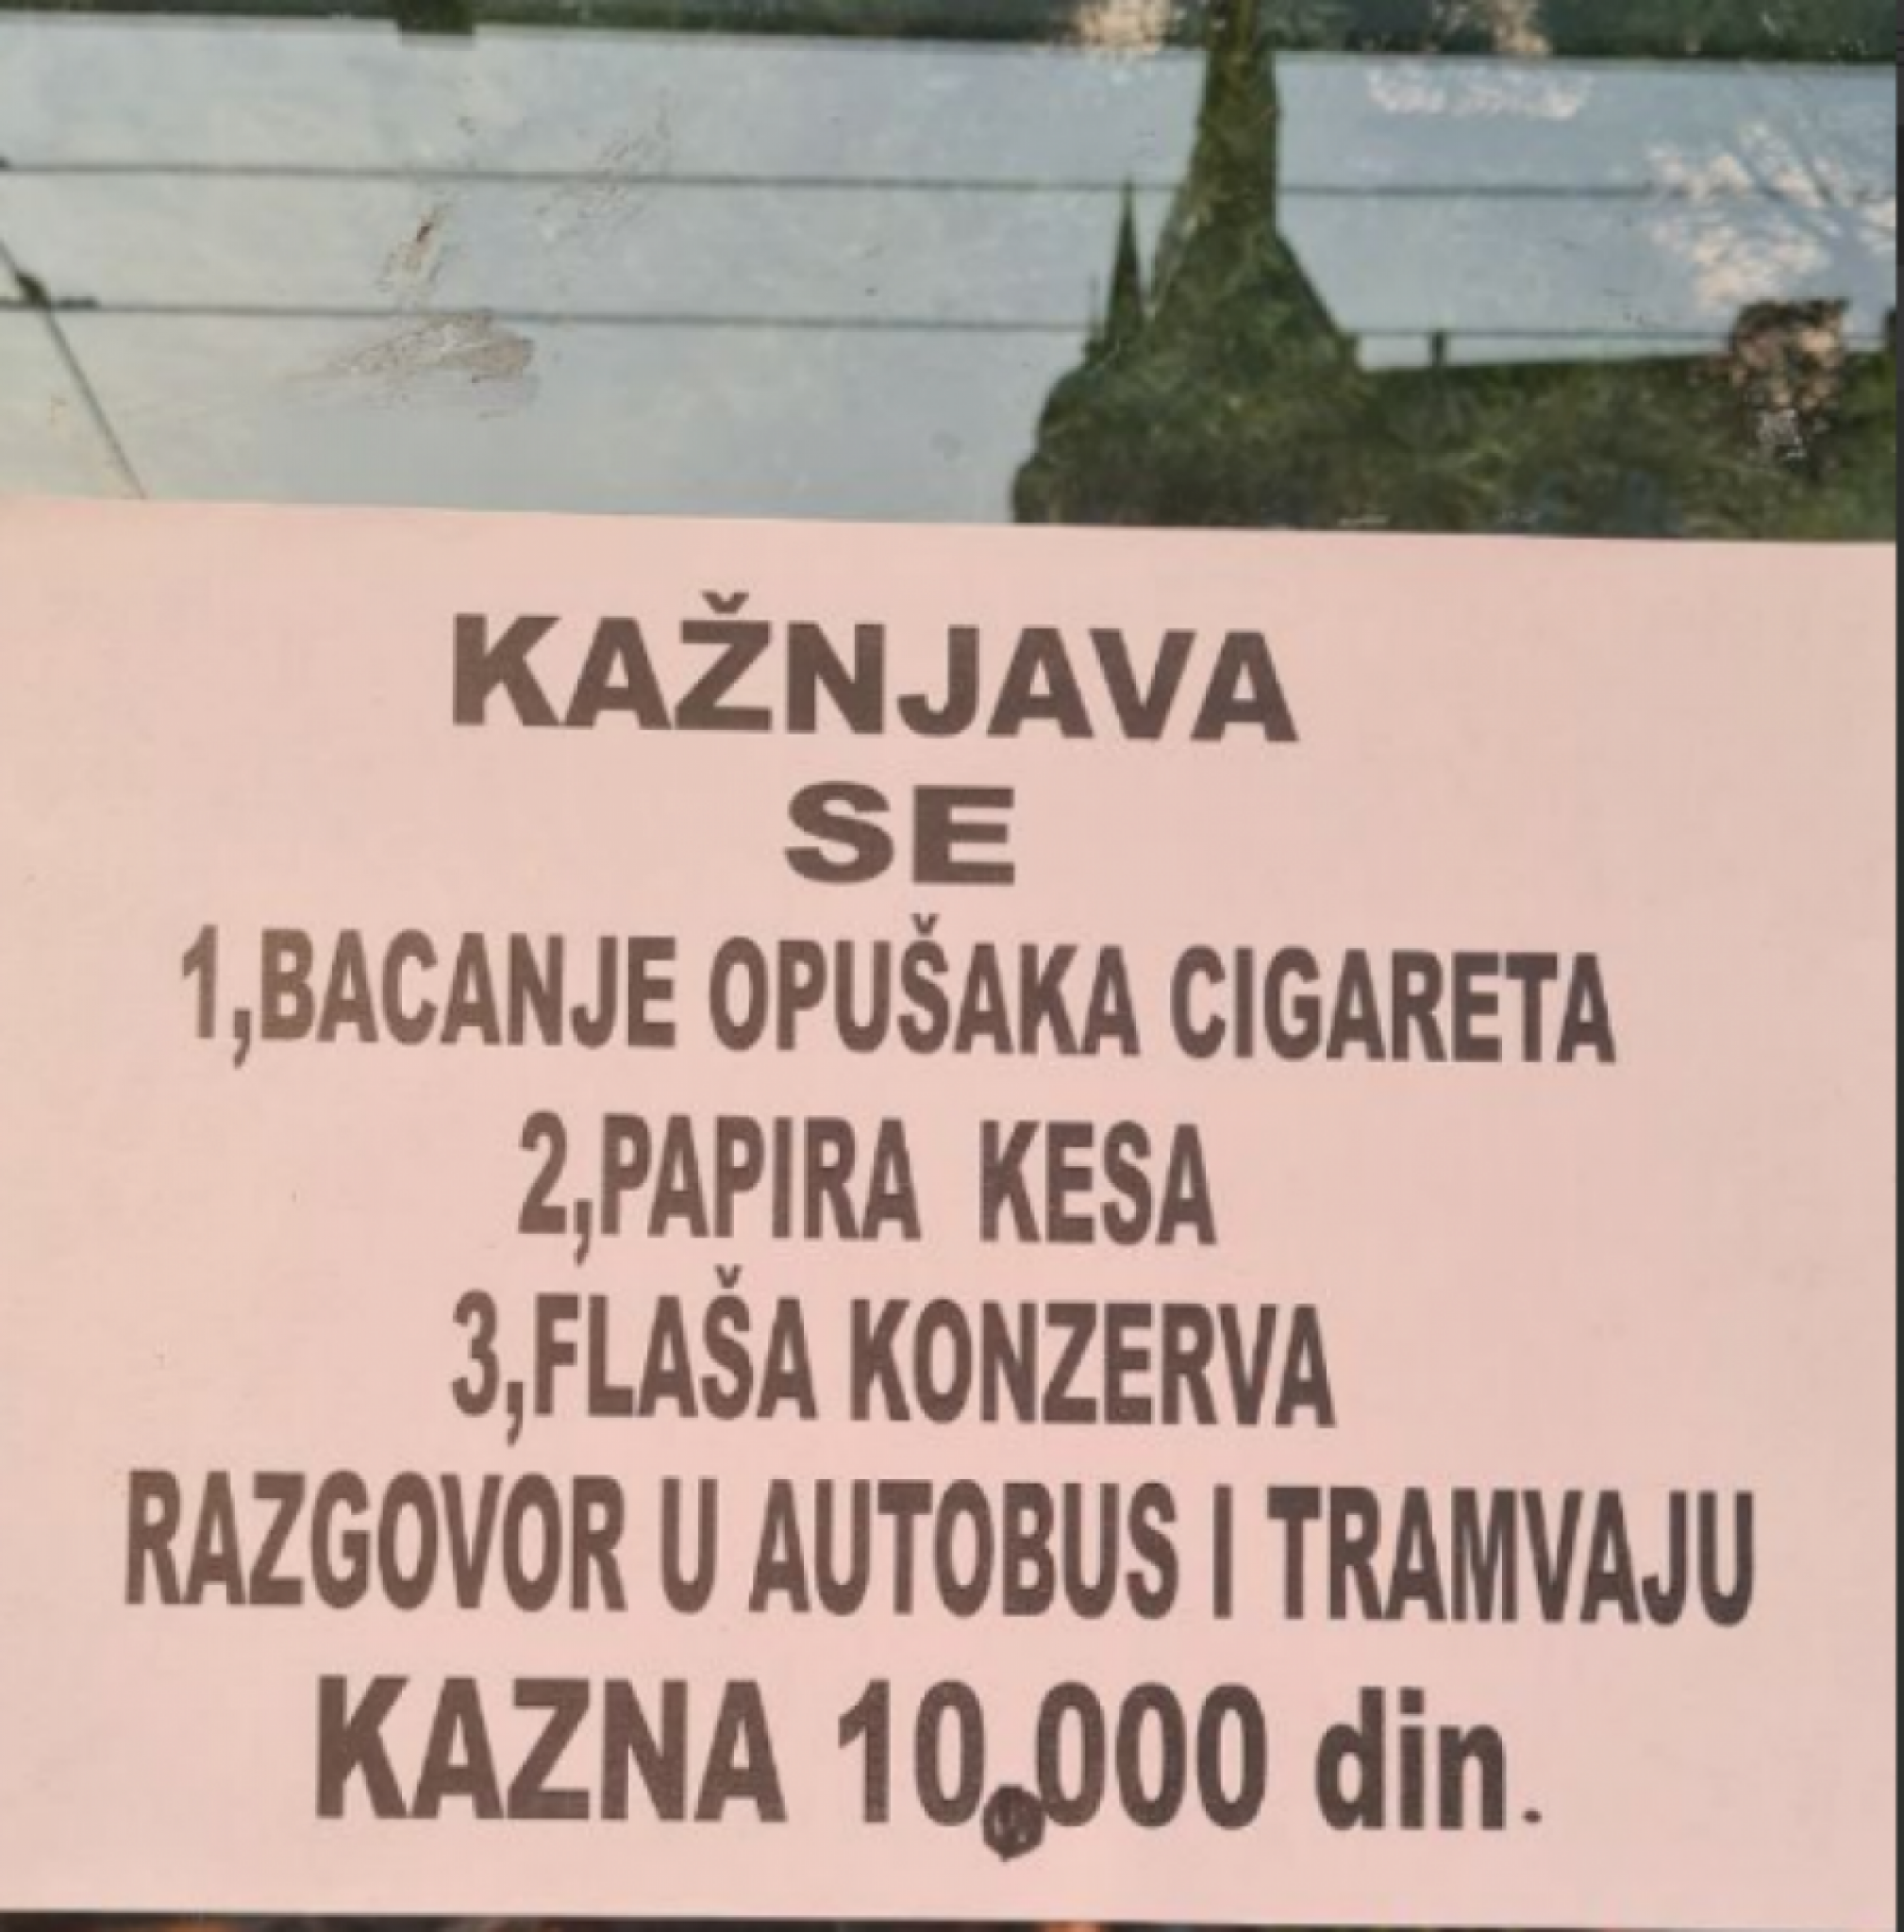 KAŽNJAVA
SE
1,BACANJE OPUŠAKA CIGARETA
2,PAPIRA KESA
3,FLAŠA KONZERVA
RAZGOVOR U AUTOBUS I TRAMVAJU
KAZNA 10.000 din.